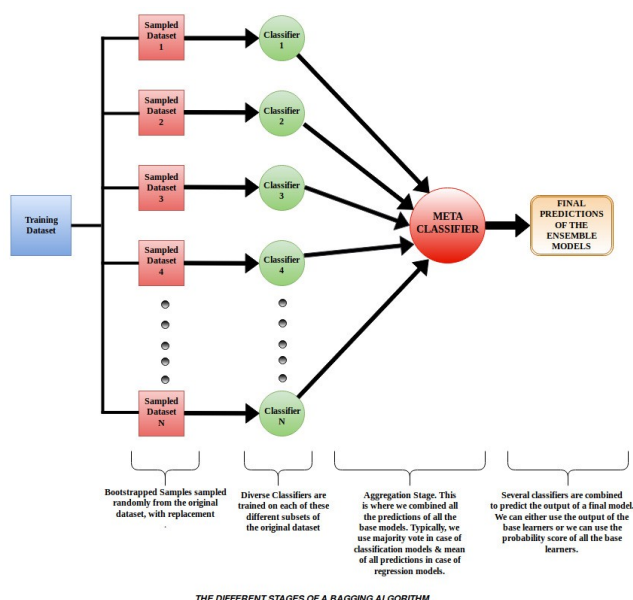 Sampled
Dataset
1
Classifier
1
Sampled
Dataset
2
Classifier
2
Sampled
Dataset
3
Classifier
3
Training
Dataset
META
CLASSIFIER
FINAL
PREDICTIONS
OF THE
ENSEMBLE
MODELS
Sampled
Dataset
4
Classifier
4
Sampled
Dataset
N
Classifier
N
Bootstrapped Samples sampled
randomly from the original
dataset, with replacement
.
Diverse Classifiers are
trained on each of these
different subsets of
the original dataset
Aggregation Stage. This
is where we combined all
the predictions of all the
base models. Typically, we
use majority vote in case of
classification models & mean
of all predictions in case of
regression models.
Several classifiers are combined
to predict the output of a final model.
We can either use the output of the
base learners or we can use the
probability score of all the base
learners.
THE DIFFERENT STAGES OF A BAGGING ALGORITHM